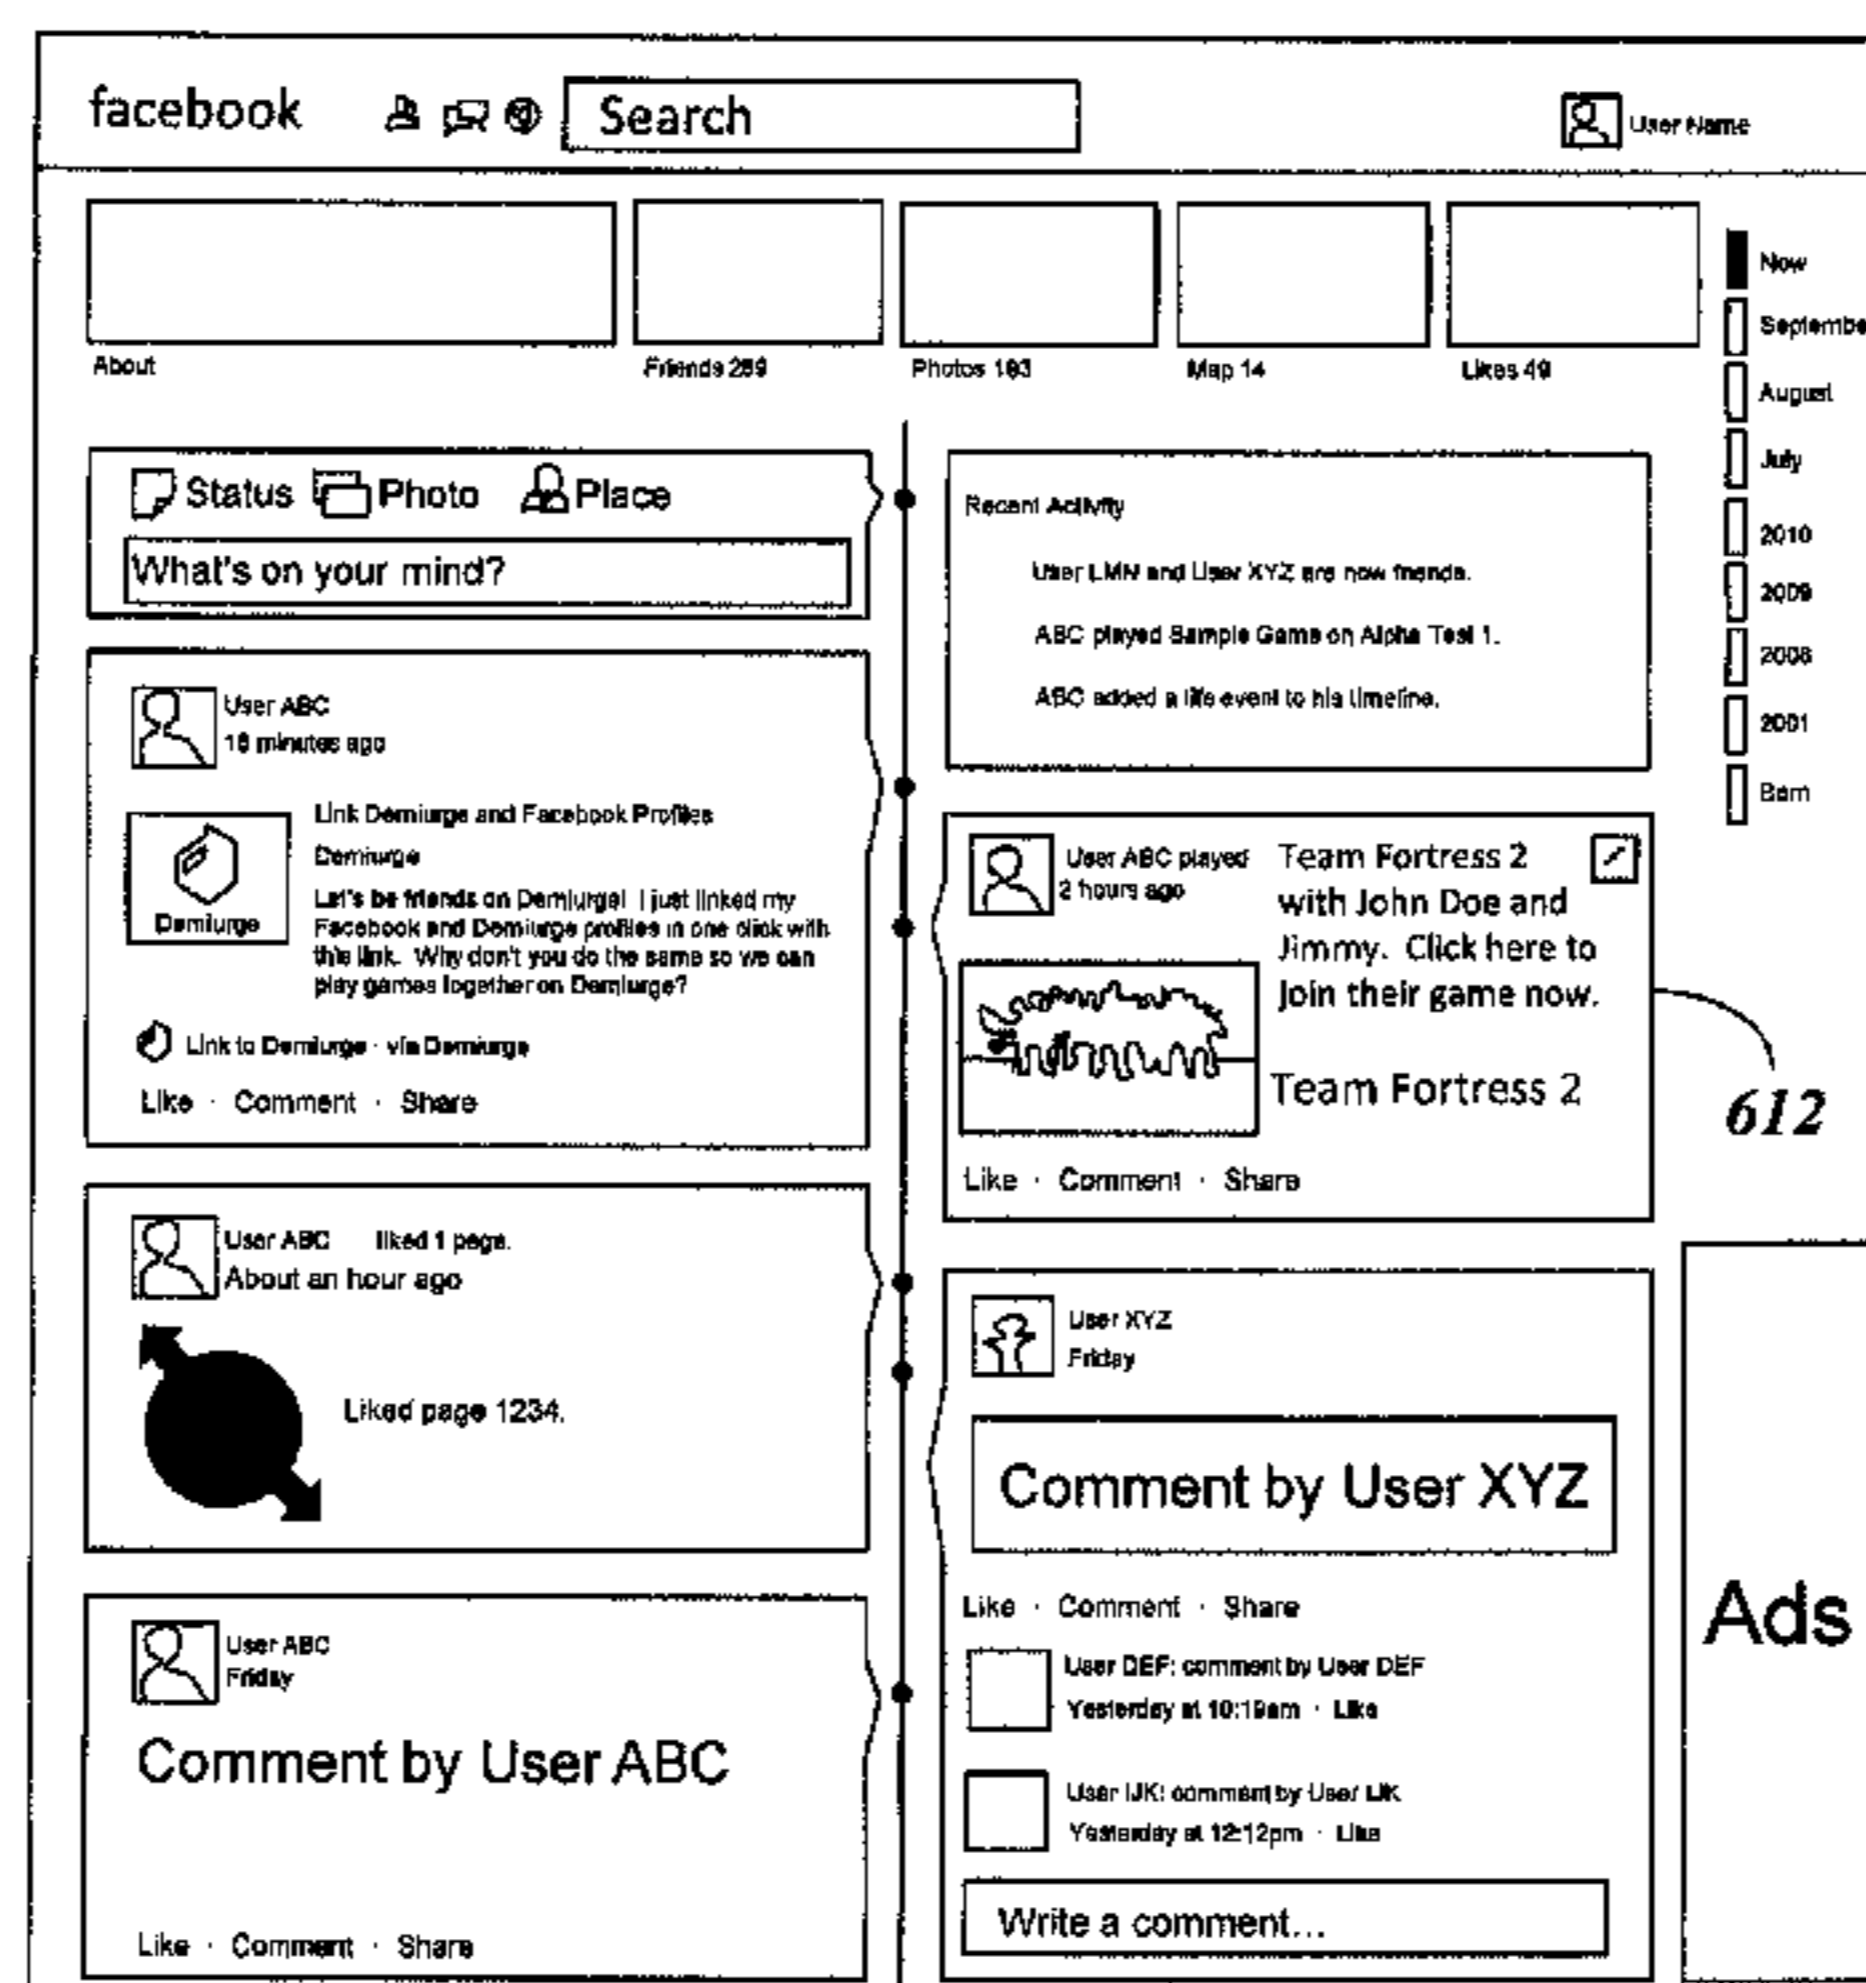 facebook
Search
User Name
About
Friends 289
Photos 183
Map 14
Likes 49
Now
Septembe
August
July
2010
2009
2008
2001
Born
Status Photo Place
What's on your mind?
User ABC
18 minutes ago
Link Demiurge and Facebook Profiles
Demiurge
Demiurge
Let's be friends on Demiurge! I just linked my
Facebook and Demiurge profiles in one click with
this link. Why don't you do the same so we can
play games together on Demiurge?
Link to Demiurge · via Demiurge
Like · Comment · Share
User ABC liked 1 page.
About an hour ago
Liked page 1234.
User ABC
Friday
Comment by User ABC
Like · Comment · Share
Recent Activity
User LMN and User XYZ are now friends.
ABC played Sample Game on Alpha Test 1.
ABC added a life event to his timeline.
User ABC played
2 hours ago
Team Fortress 2
with John Doe and
Jimmy. Click here to
Join their game now.
Team Fortress 2
Like · Comment · Share
612
User XYZ
Friday
Comment by User XYZ
Like · Comment · Share
User DEF: comment by User DEF
Yesterday at 10:19am · Like
User IJK: comment by User IJK
Yesterday at 12:12pm · Like
Write a comment...
Ads